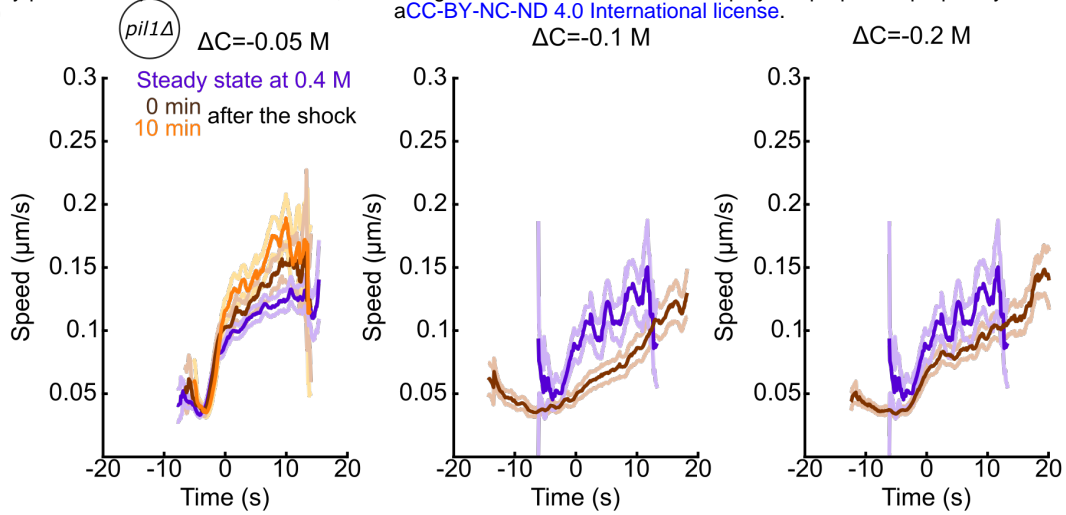 aCC-BY-NC-ND 4.0 International license.
pil1Δ
ΔC=-0.05 M
ΔC=-0.1 M
ΔC=-0.2 M
Steady state at 0.4 M
0 min
10 min
after the shock
Speed (µm/s)
0.3
0.25
0.2
0.15
0.1
0.05
-20 -10 0 10 20
Time (s)
Speed (µm/s)
0.3
0.25
0.2
0.15
0.1
0.05
-20 -10 0 10 20
Time (s)
Speed (µm/s)
0.3
0.25
0.2
0.15
0.1
0.05
-20 -10 0 10 20
Time (s)